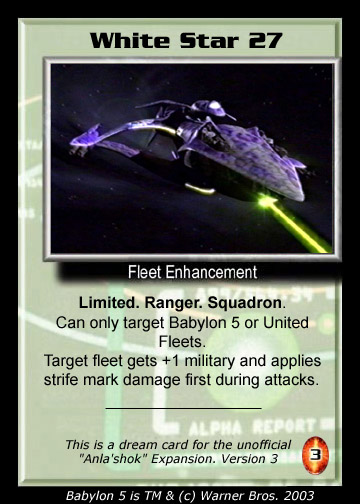 White Star 27
Fleet Enhancement
Limited. Ranger. Squadron.
Can only target Babylon 5 or United
Fleets.
Target fleet gets +1 military and applies
strife mark damage first during attacks.
ALPHA REPORT
This is a dream card for the unofficial
"Anla'shok" Expansion. Version 3
3
Babylon 5 is TM & (c) Warner Bros. 2003